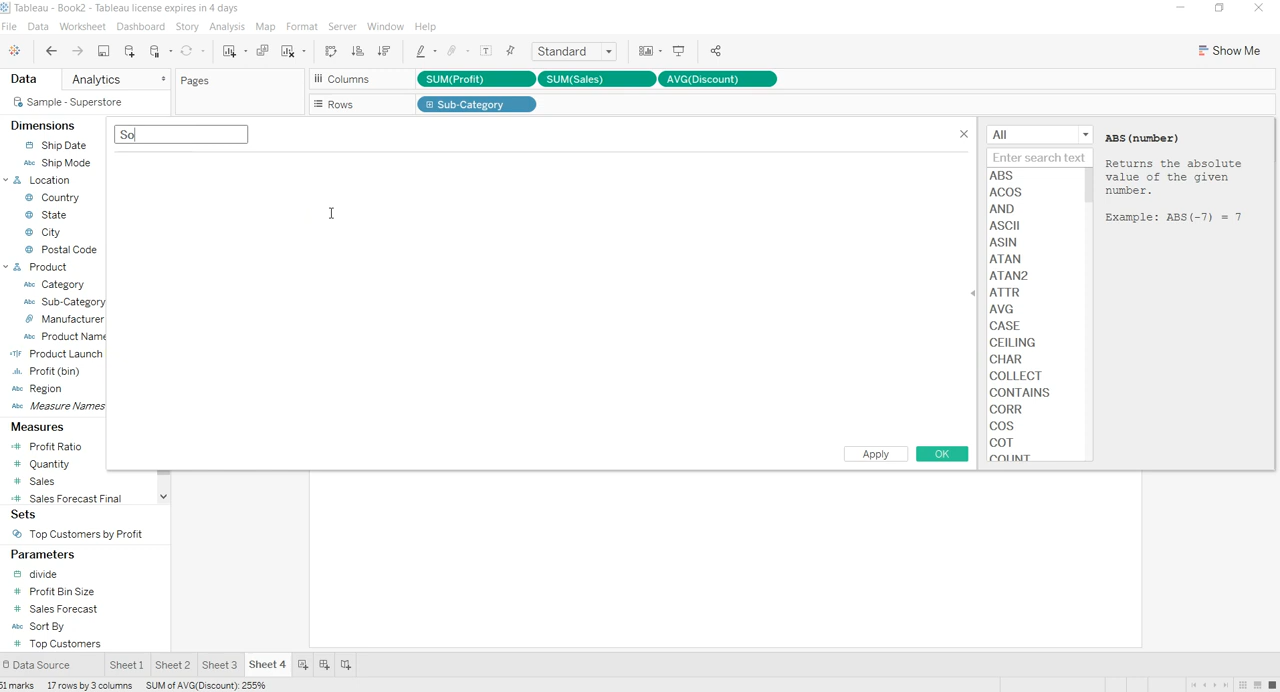 Tableau - Book2 - Tableau license expires in 4 days
File Data Worksheet Dashboard Story Analysis Map Format Server Window Help
Standard
Show Me
Data Analytics
Pages
Columns SUM(Profit) SUM(Sales) AVG(Discount)
Rows Sub-Category
Sample - Superstore
Dimensions
Ship Date
Abc Ship Mode
Location
Country
State
City
Postal Code
Product
Abc Category
Abc Sub-Category
Manufacturer
Abc Product Name
Product Launch
Profit (bin)
Abc Region
Abc Measure Names
Measures
Profit Ratio
Quantity
Sales
Sales Forecast Final
Sets
Top Customers by Profit
Parameters
divide
Profit Bin Size
Sales Forecast
Abc Sort By
Top Customers
So
Apply OK
All
Enter search text
ABS
ACOS
AND
ASCII
ASIN
ATAN
ATAN2
ATTR
AVG
CASE
CEILING
CHAR
COLLECT
CONTAINS
CORR
COS
COT
COUNT
ABS(number)
Returns the absolute
value of the given
number.
Example: ABS(-7) = 7
Data Source Sheet 1 Sheet 2 Sheet 3 Sheet 4
51 marks 17 rows by 3 columns SUM of AVG(Discount): 255%